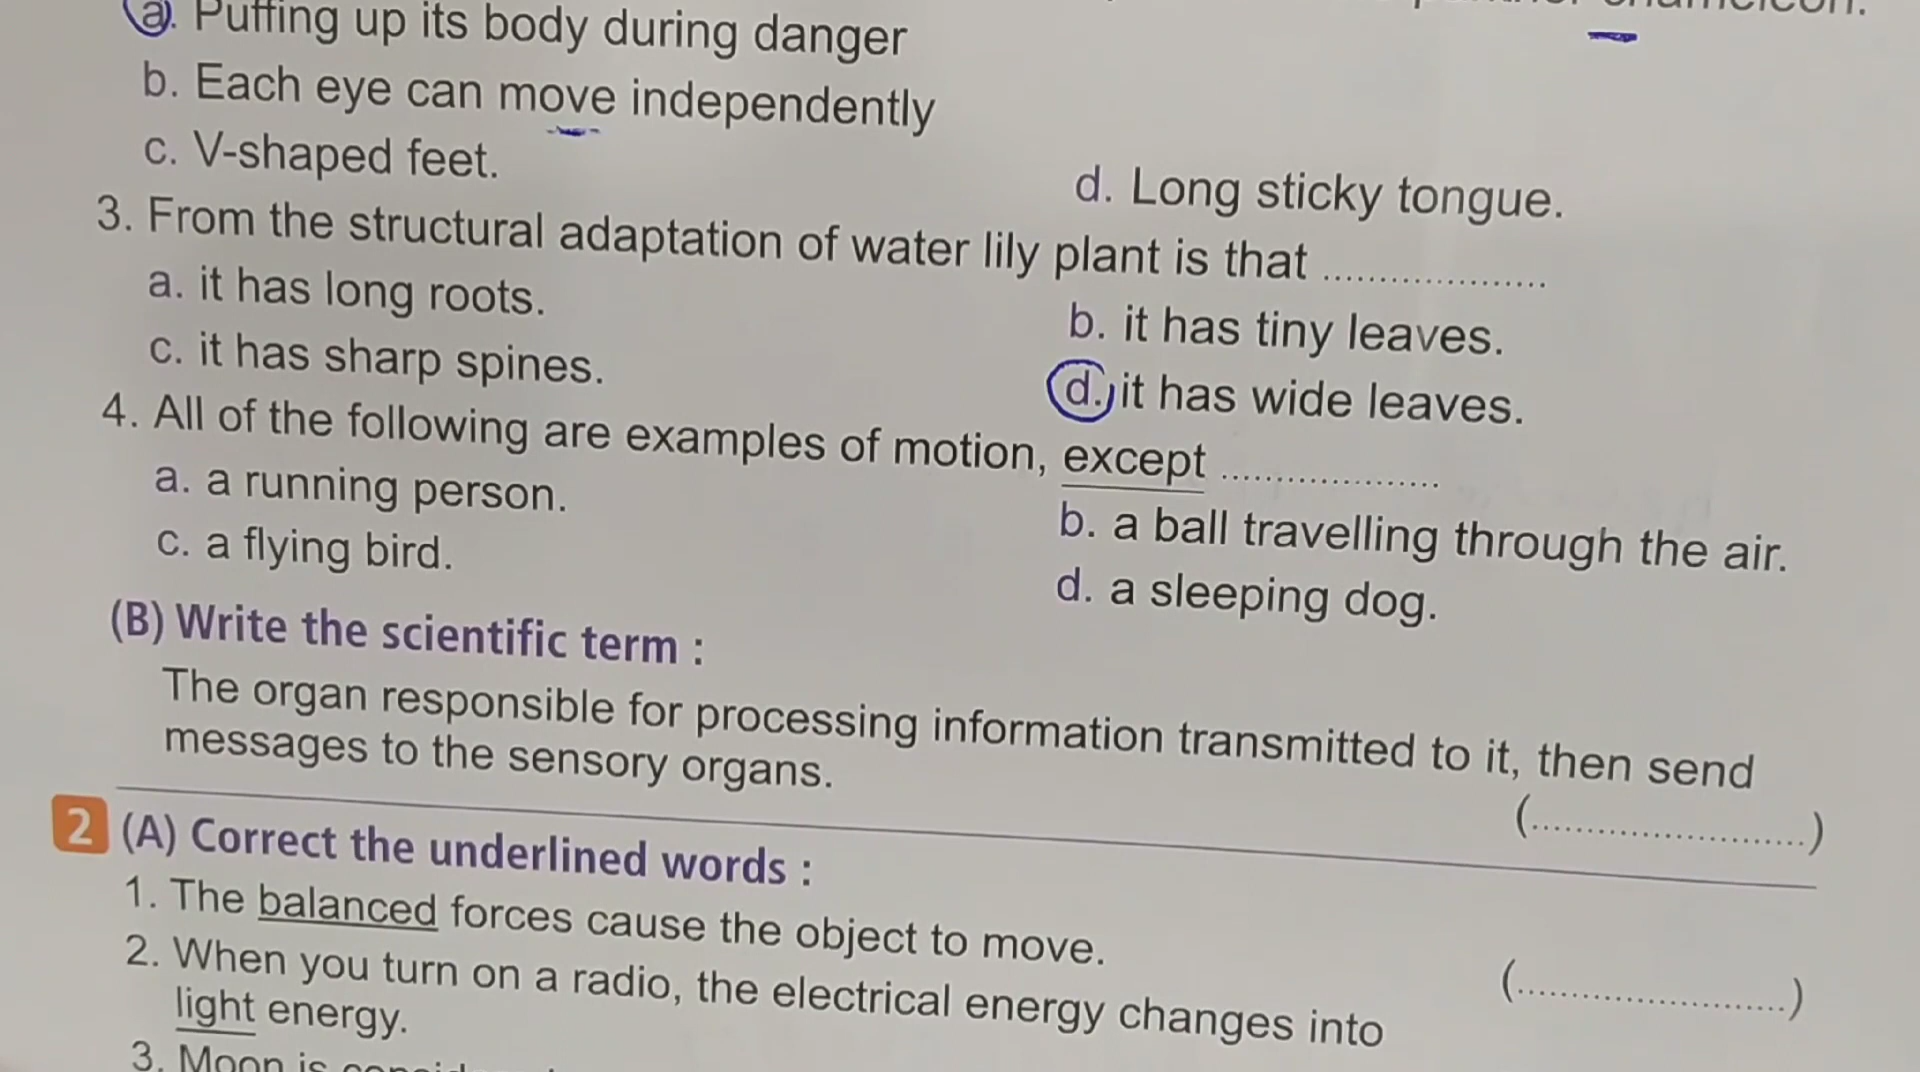 a. Puffing up its body during danger
b. Each eye can move independently
c. V-shaped feet.
d. Long sticky tongue.
3. From the structural adaptation of water lily plant is that ....................
a. it has long roots.
b. it has tiny leaves.
c. it has sharp spines.
d. it has wide leaves.
4. All of the following are examples of motion, except ....................
a. a running person.
b. a ball travelling through the air.
c. a flying bird.
d. a sleeping dog.
(B) Write the scientific term :
The organ responsible for processing information transmitted to it, then send
messages to the sensory organs.
(.........................)
2 (A) Correct the underlined words :
1. The balanced forces cause the object to move.
(.........................)
2. When you turn on a radio, the electrical energy changes into
light energy.
3. Moon is